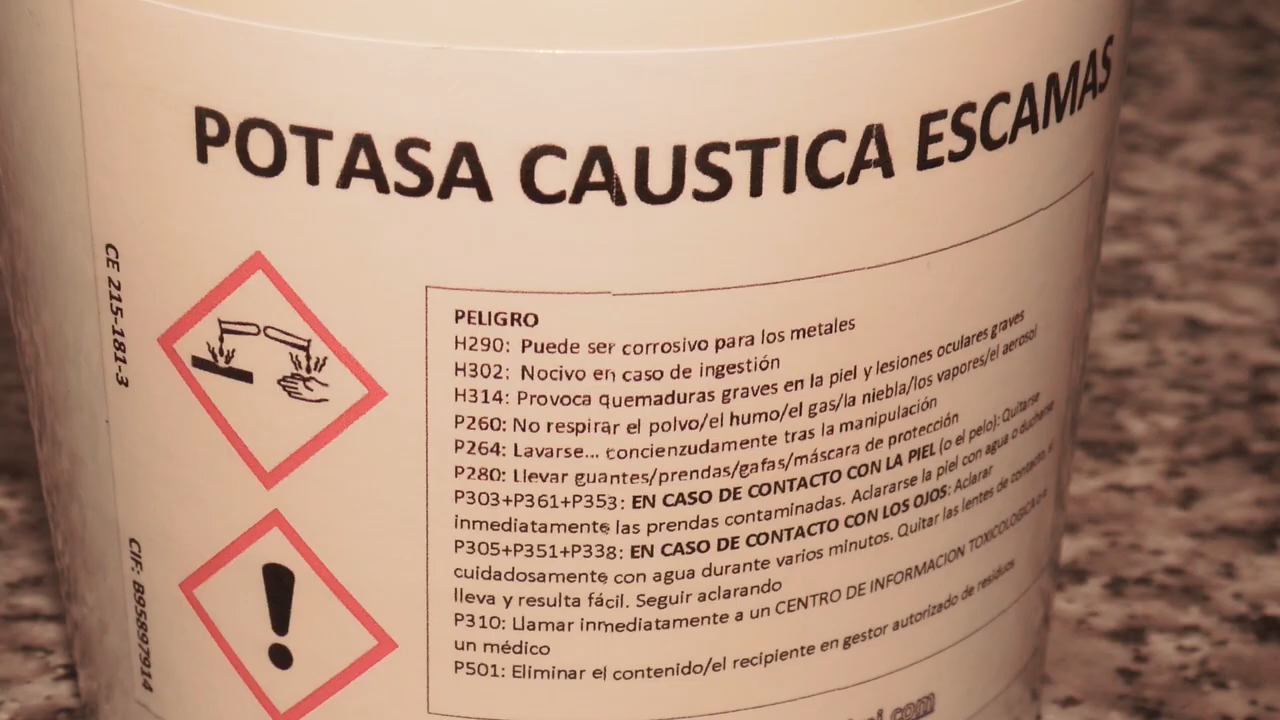 POTASA CAUSTICA ESCAMAS
CE 215-181-3
CIF: B95897914
PELIGRO
H290: Puede ser corrosivo para los metales
H302: Nocivo en caso de ingestión
H314: Provoca quemaduras graves en la piel y lesiones oculares graves
P260: No respirar el polvo/el humo/el gas/la niebla/los vapores/el aerosol
P264: Lavarse... concienzudamente tras la manipulación
P280: Llevar guantes/prendas/gafas/máscara de protección
P303+P361+P353: EN CASO DE CONTACTO CON LA PIEL (o el pelo): Quitarse
inmediatamente las prendas contaminadas. Aclararse la piel con agua o ducharse
P305+P351+P338: EN CASO DE CONTACTO CON LOS OJOS: Aclarar
cuidadosamente con agua durante varios minutos. Quitar las lentes de contacto, si
lleva y resulta fácil. Seguir aclarando
P310: Llamar inmediatamente a un CENTRO DE INFORMACION TOXICOLOGICA o a
un médico
P501: Eliminar el contenido/el recipiente en gestor autorizado de residuos